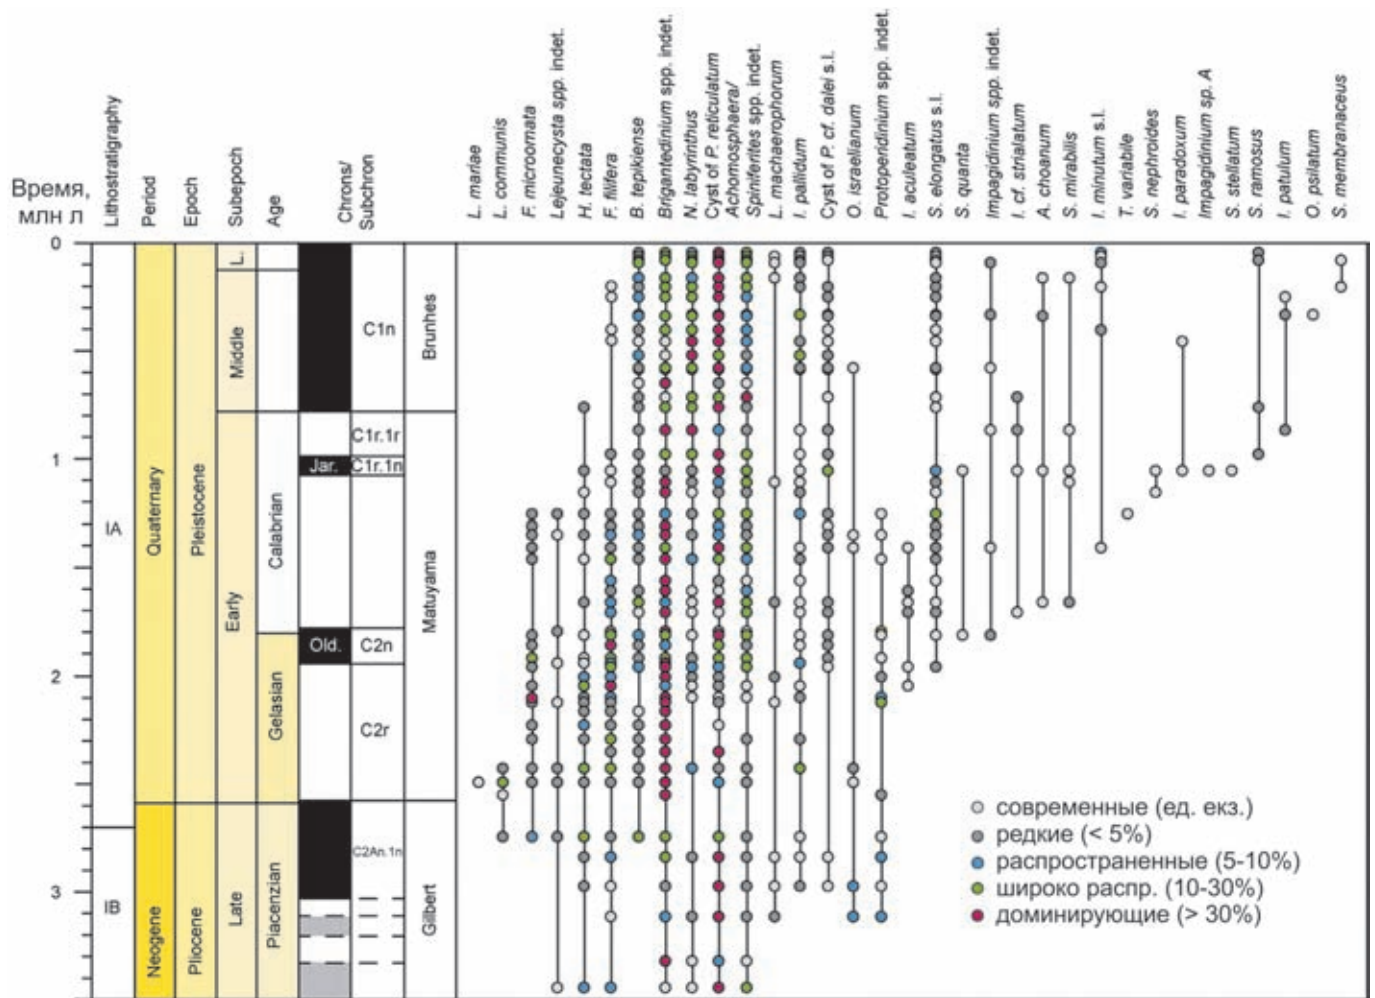 Время,
млн л
Lithostratigraphy
Period
Epoch
Subepoch
Age
Chrons/
Subchron
L. mariae
L. communis
F. microornata
Lejeunecysta spp. indet.
H. tectata
F. filifera
B. tepikiense
Brigantedinium spp. indet.
N. labyrinthus
Cyst of P. reticulatum
Achomosphaera/
Spiniferites spp. indet.
L. machaerophorum
I. pallidum
Cyst of P. cf. dalei s.l.
O. israelianum
Protoperidinium spp. indet.
I. aculeatum
S. elongatus s.l.
S. quanta
Impagidinium spp. indet.
I. cf. strialatum
A. choanum
S. mirabilis
I. minutum s.l.
T. variabile
S. nephroides
I. paradoxum
Impagidinium sp. A
S. stellatum
S. ramosus
I. patulum
O. psilatum
S. membranaceus
0
1
2
3
IA
IB
Quaternary
Neogene
Pleistocene
Pliocene
L.
Middle
Early
Late
Calabrian
Gelasian
Piacenzian
Jar.
Old.
C1n
C1r.1r
C1r.1n
C2n
C2r
C2An.1n
Brunhes
Matuyama
Gilbert
современные (ед. екз.)
редкие (< 5%)
распространенные (5-10%)
широко распр. (10-30%)
доминирующие (> 30%)